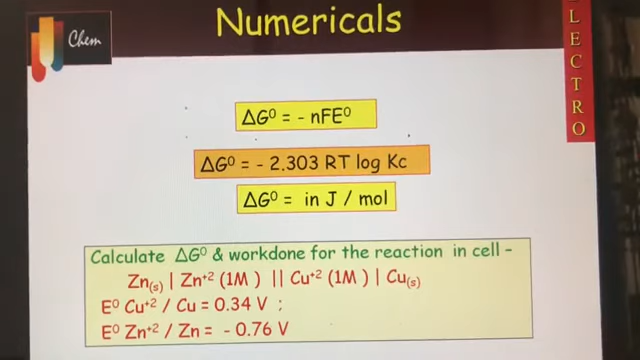 Numericals
Chem
E
L
E
C
T
R
O
ΔG⁰ = - nFE⁰
ΔG⁰ = - 2.303 RT log Kc
ΔG⁰ = in J / mol
Calculate ΔG⁰ & workdone for the reaction in cell –
Zn(s) | Zn⁺² (1M ) || Cu⁺² (1M ) | Cu(s)
E⁰ Cu⁺² / Cu = 0.34 V ;
E⁰ Zn⁺² / Zn = - 0.76 V